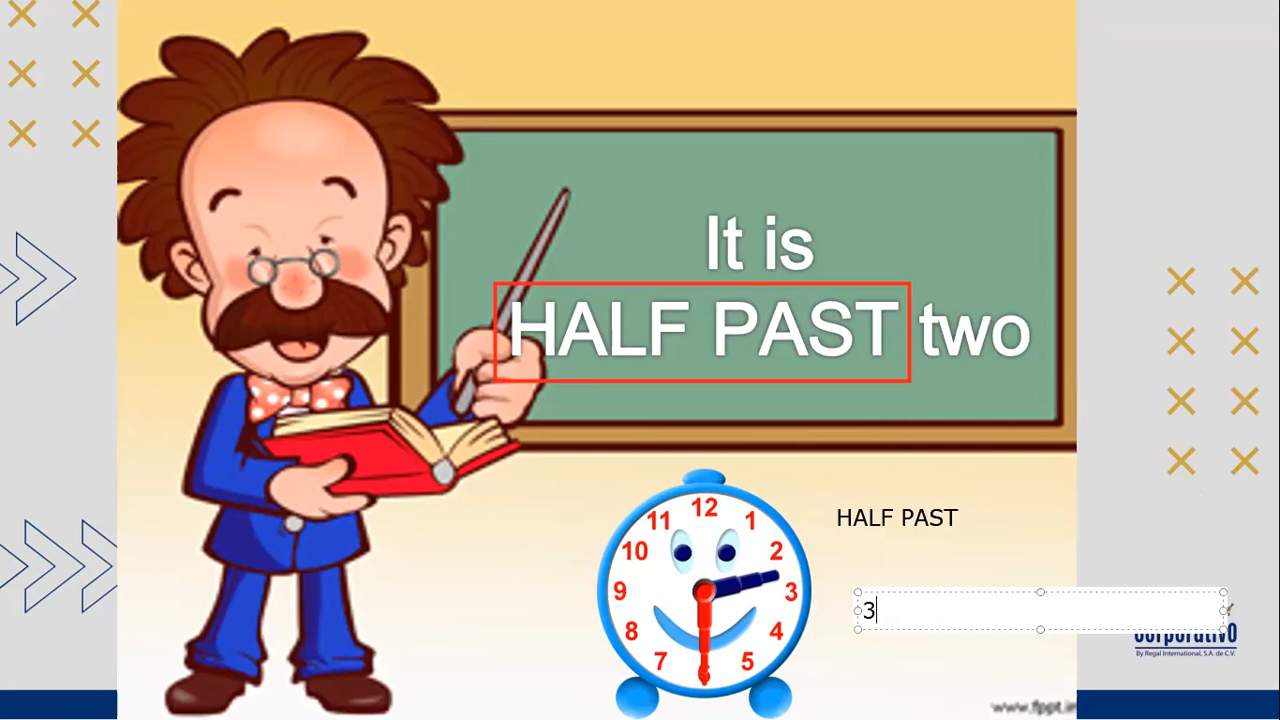 It is
HALF PAST two
HALF PAST
3
12
11
1
10
2
9
3
8
4
7
5
6
Corporativo
By Regal International, S.A. de C.V.
www.fppt.in